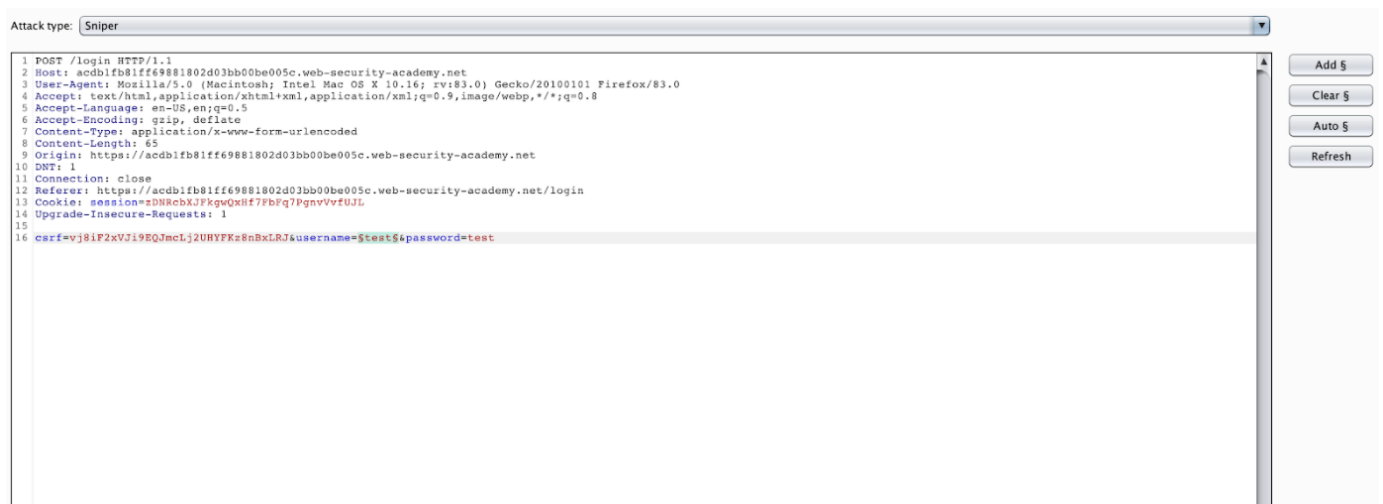 Attack type: Sniper
1 POST /login HTTP/1.1
2 Host: acdb1fb81ff69881802d03bb00be005c.web-security-academy.net
3 User-Agent: Mozilla/5.0 (Macintosh; Intel Mac OS X 10.16; rv:83.0) Gecko/20100101 Firefox/83.0
4 Accept: text/html,application/xhtml+xml,application/xml;q=0.9,image/webp,*/*;q=0.8
5 Accept-Language: en-US,en;q=0.5
6 Accept-Encoding: gzip, deflate
7 Content-Type: application/x-www-form-urlencoded
8 Content-Length: 65
9 Origin: https://acdb1fb81ff69881802d03bb00be005c.web-security-academy.net
10 DNT: 1
11 Connection: close
12 Referer: https://acdb1fb81ff69881802d03bb00be005c.web-security-academy.net/login
13 Cookie: session=zDNRcbXJFkgwQxHf7FbFq7PgnvVvfUJL
14 Upgrade-Insecure-Requests: 1
15
16 csrf=vj8iF2xVJi9EQJmcLj2UHYFKz8nBxLRJ&username=§test§&password=test
Add §
Clear §
Auto §
Refresh